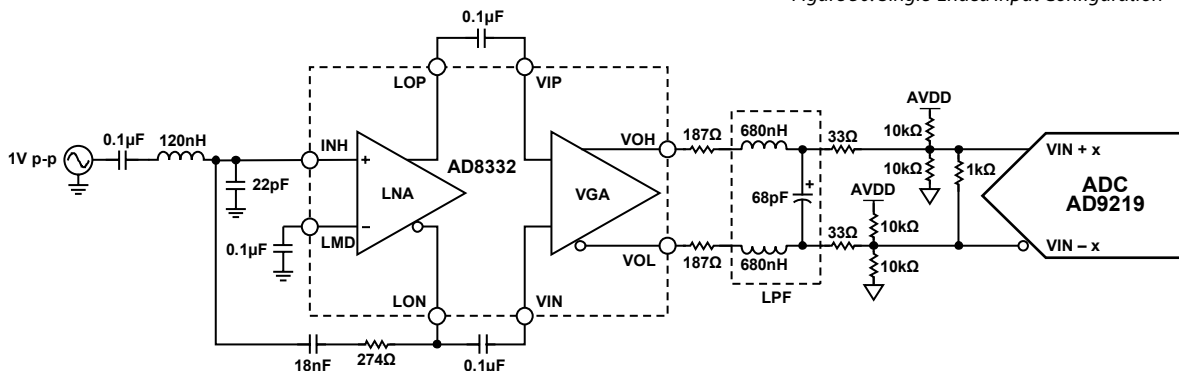 Single-Ended Input Configuration
0.1µF
LOP
VIP
AVDD
0.1µF
120nH
INH
187Ω
680nH
33Ω
10kΩ
1V p-p
+
AD8332
VOH
VIN + x
22pF
LNA
VGA
+
68pF
10kΩ
AVDD
1kΩ
ADC
AD9219
–
0.1µF
LMD
10kΩ
VOL
33Ω
VIN – x
187Ω
680nH
10kΩ
LPF
LON
VIN
18nF
274Ω
0.1µF